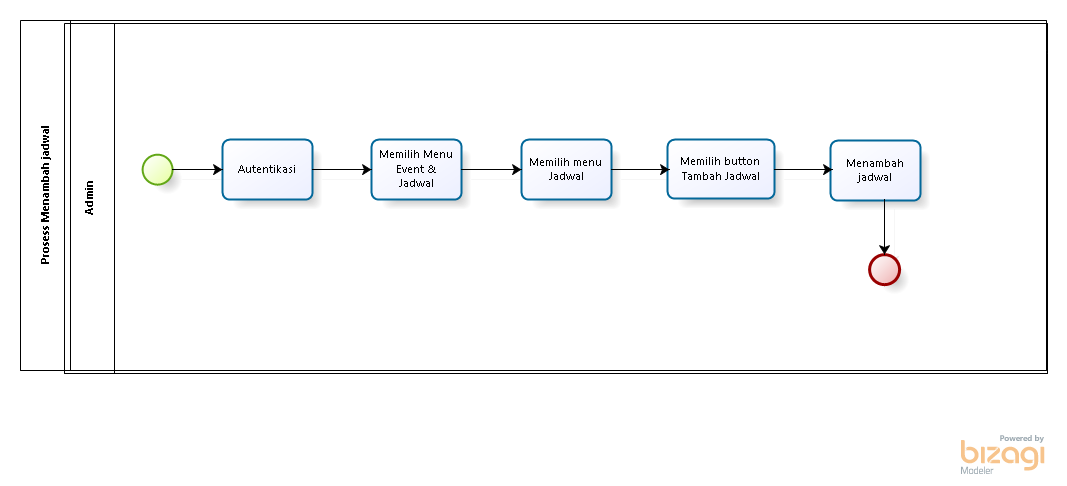 Prosess Menambah jadwal
Admin
Autentikasi
Memilih Menu
Event &
Jadwal
Memilih menu
Jadwal
Memilih button
Tambah Jadwal
Menambah
jadwal
Powered by
bizagi
Modeler